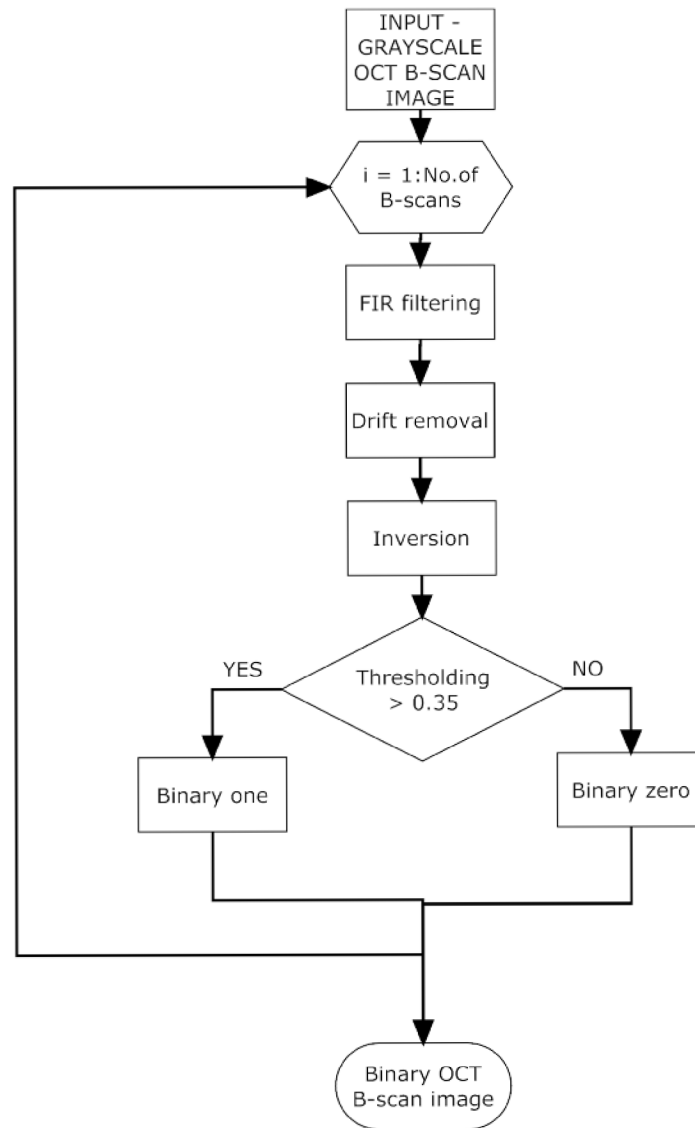 INPUT -
GRAYSCALE
OCT B-SCAN
IMAGE
i = 1:No.of
B-scans
FIR filtering
Drift removal
Inversion
YES
Thresholding
> 0.35
NO
Binary one
Binary zero
Binary OCT
B-scan image